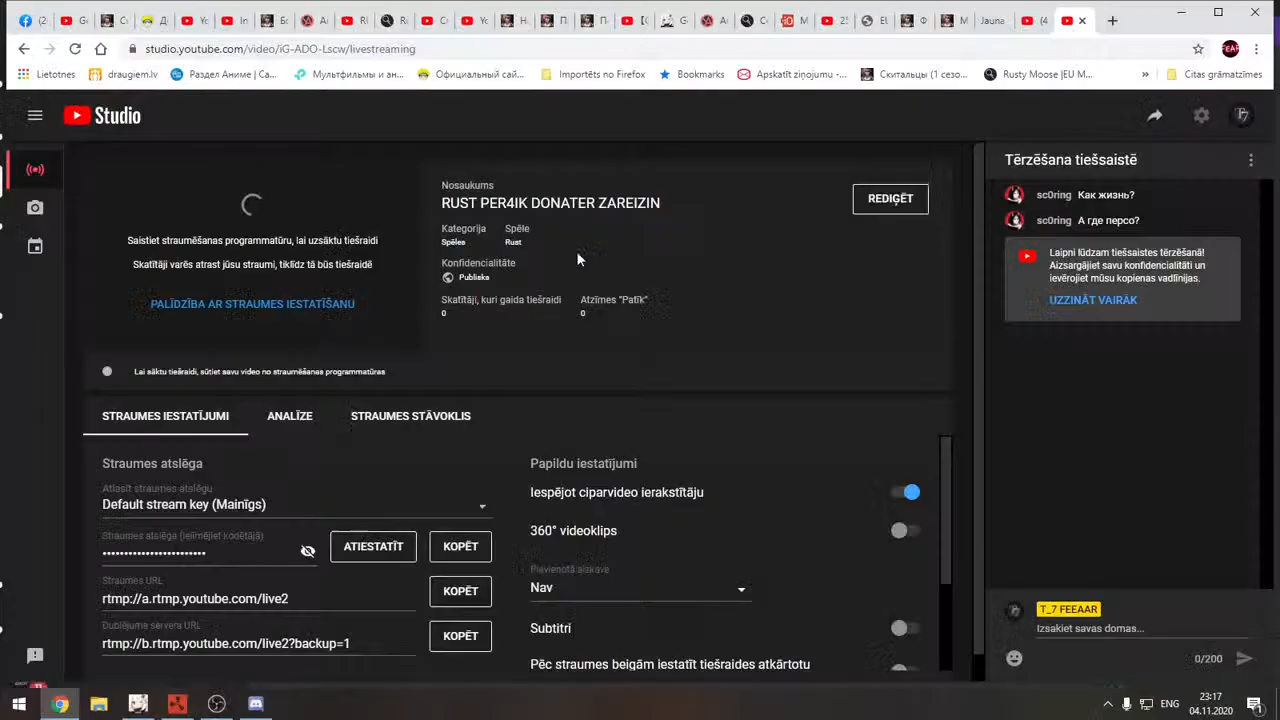 studio.youtube.com/video/iG-ADO-Lscw/livestreaming
Lietotnes
draugiem.lv
Раздел Аниме | Са...
Мультфильмы и ан...
Официальный сай...
Importēts no Firefox
Bookmarks
Apskatīt ziņojumu -...
Скитальцы (1 сезо...
Rusty Moose |EU M...
»
Citas grāmatzīmes
Studio
Nosaukums
RUST PER4IK DONATER ZAREIZIN
REDIĢĒT
Kategorija
Spēle
Spēles
Rust
Konfidencialitāte
Publiska
Skatītāji, kuri gaida tiešraidi
Atzīmes "Patīk"
0
0
Saistiet straumēšanas programmatūru, lai uzsāktu tiešraidi
Skatītāji varēs atrast jūsu straumi, tiklīdz tā būs tiešraidē
PALĪDZĪBA AR STRAUMES IESTATĪŠANU
Lai sāktu tiešraidi, sūtiet savu video no straumēšanas programmatūras
STRAUMES IESTATĪJUMI
ANALĪZE
STRAUMES STĀVOKLIS
Straumes atslēga
Atlasīt straumes atslēgu
Default stream key (Mainīgs)
Straumes atslēga (ielīmējiet kodētājā)
ATIESTATĪT
KOPĒT
Straumes URL
rtmp://a.rtmp.youtube.com/live2
KOPĒT
Dublējuma servera URL
rtmp://b.rtmp.youtube.com/live2?backup=1
KOPĒT
Papildu iestatījumi
Iespējot ciparvideo ierakstītāju
360° videoklips
Pievienotā aizkave
Nav
Subtitri
Pēc straumes beigām iestatīt tiešraides atkārtotu
Tērzēšana tiešsaistē
sc0ring Как жизнь?
sc0ring А где персо?
Laipni lūdzam tiešsaistes tērzēšanā!
Aizsargājiet savu konfidencialitāti un
ievērojiet mūsu kopienas vadlīnijas.
UZZINĀT VAIRĀK
T_7 FEEAAR
Izsakiet savas domas...
0/200
ENG
23:17
04.11.2020